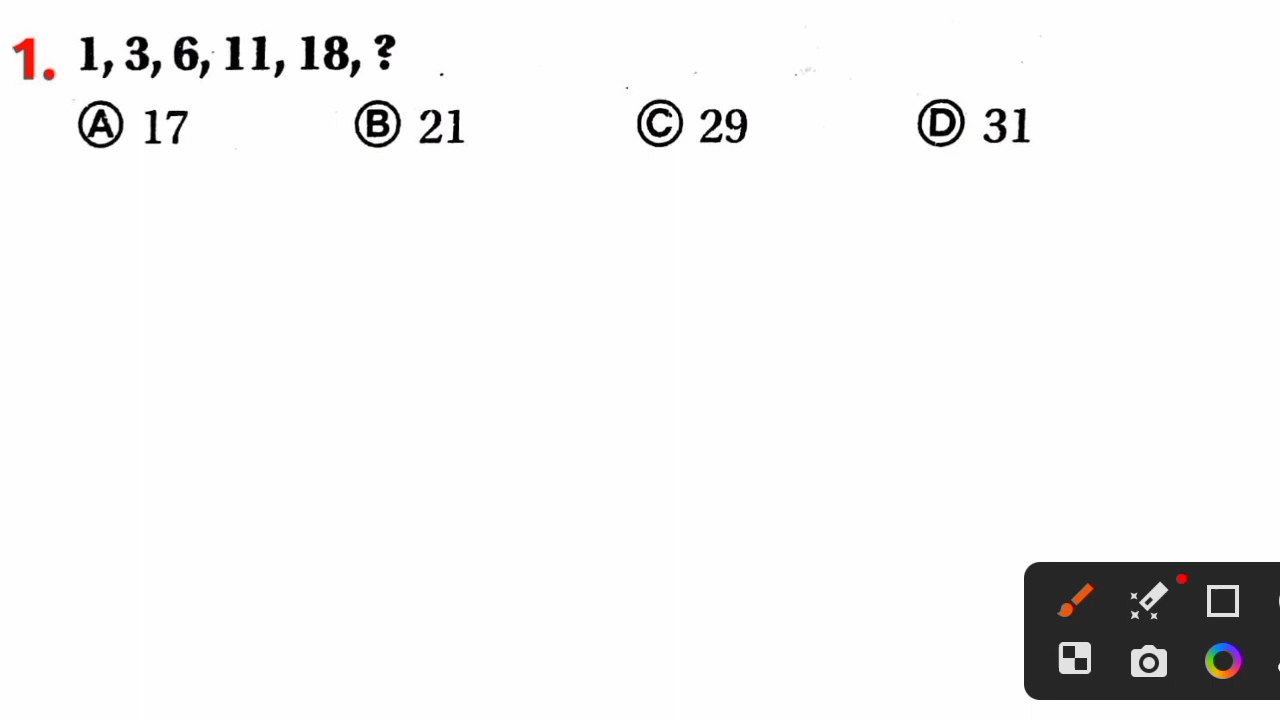 1. 1, 3, 6, 11, 18, ?
Ⓐ 17 Ⓑ 21 Ⓒ 29 Ⓓ 31